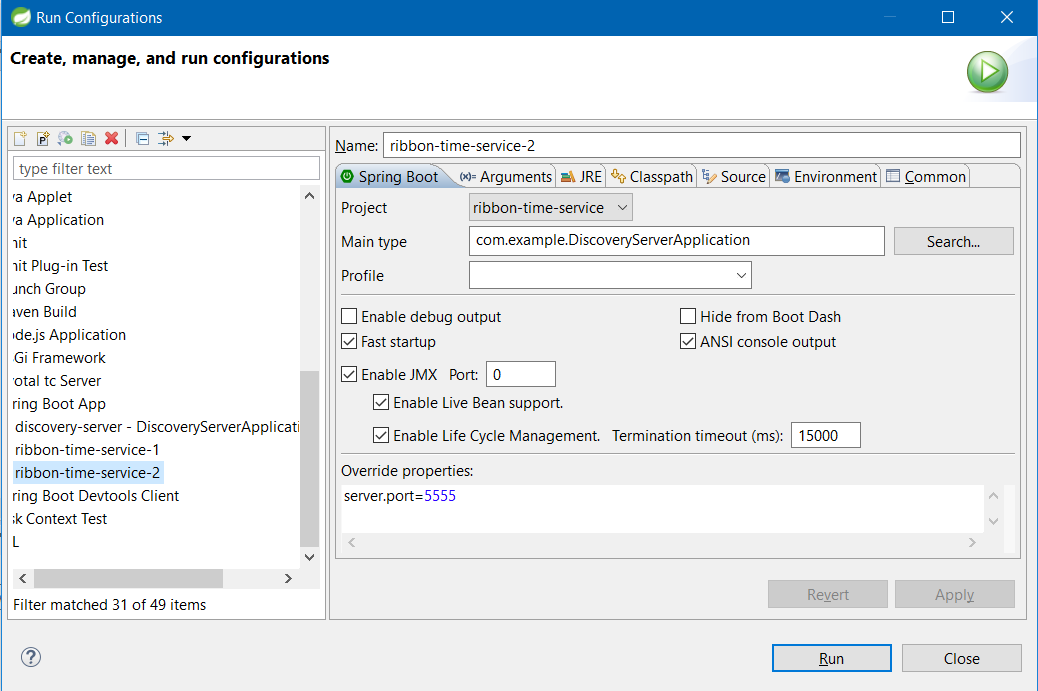 Run Configurations
Create, manage, and run configurations
P
type filter text
va Applet
va Application
nit
nit Plug-in Test
unch Group
aven Build
de.js Application
Gi Framework
otal tc Server
ring Boot App
discovery-server - DiscoveryServerApplicati
ribbon-time-service-1
ribbon-time-service-2
ring Boot Devtools Client
sk Context Test
L
Filter matched 31 of 49 items
Name: ribbon-time-service-2
Spring Boot (x)= Arguments JRE Classpath Source Environment Common
Project ribbon-time-service
Main type com.example.DiscoveryServerApplication Search...
Profile
Enable debug output Hide from Boot Dash
Fast startup ANSI console output
Enable JMX Port: 0
Enable Live Bean support.
Enable Life Cycle Management. Termination timeout (ms): 15000
Override properties:
server.port=5555
Revert Apply
?
Run Close